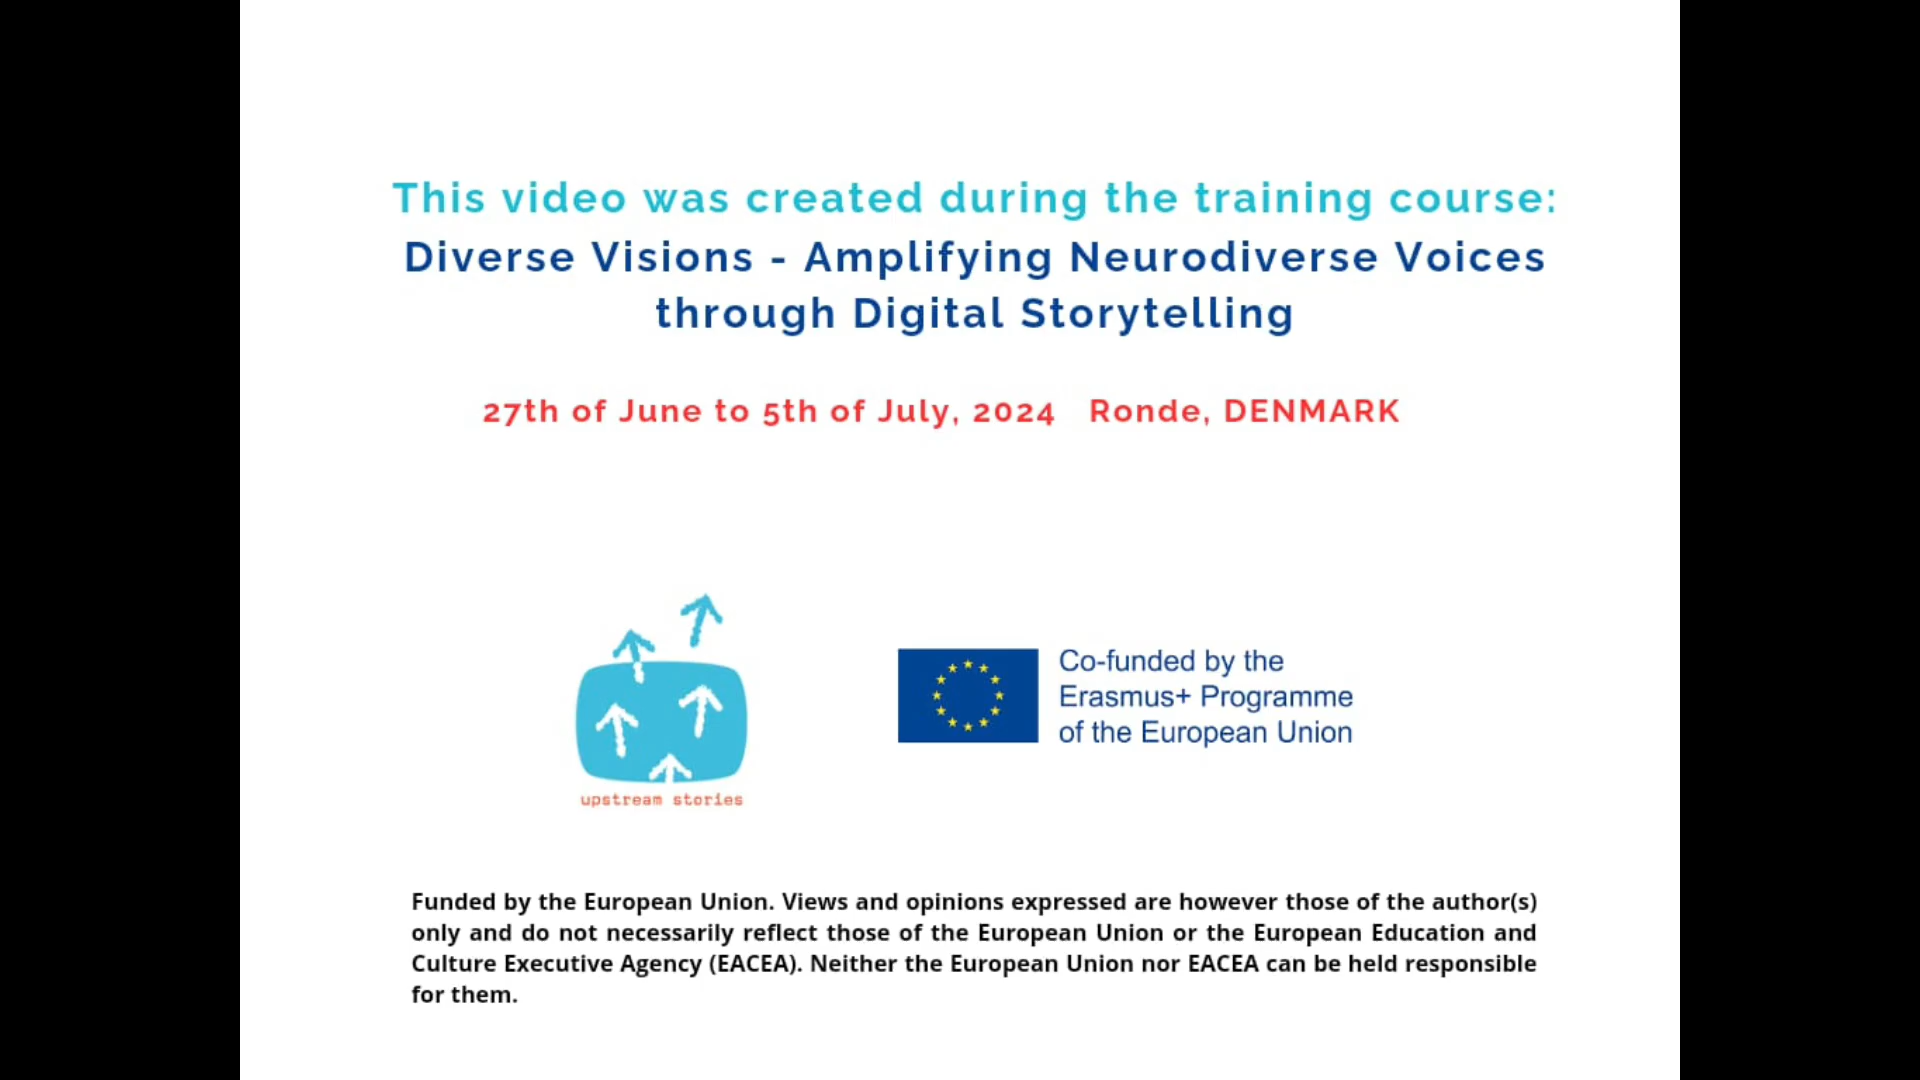 This video was created during the training course:
Diverse Visions - Amplifying Neurodiverse Voices
through Digital Storytelling
27th of June to 5th of July, 2024 Ronde, DENMARK
upstream stories
Co-funded by the
Erasmus+ Programme
of the European Union
Funded by the European Union. Views and opinions expressed are however those of the author(s)
only and do not necessarily reflect those of the European Union or the European Education and
Culture Executive Agency (EACEA). Neither the European Union nor EACEA can be held responsible
for them.